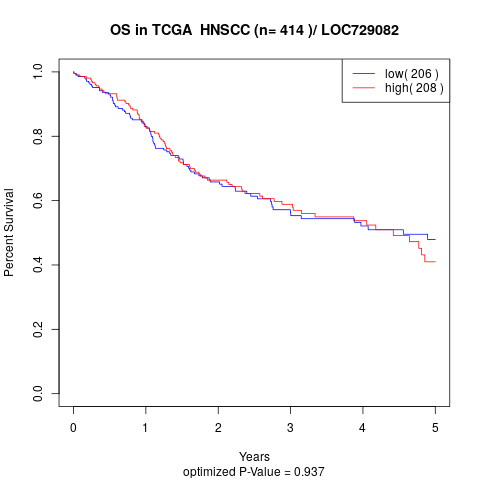 OS in TCGA  HNSCC (n= 414 )/ LOC729082
low( 206 )
high( 208 )
Percent Survival
1.0
0.8
0.6
0.4
0.2
0.0
0 1 2 3 4 5
Years
optimized P-Value = 0.937